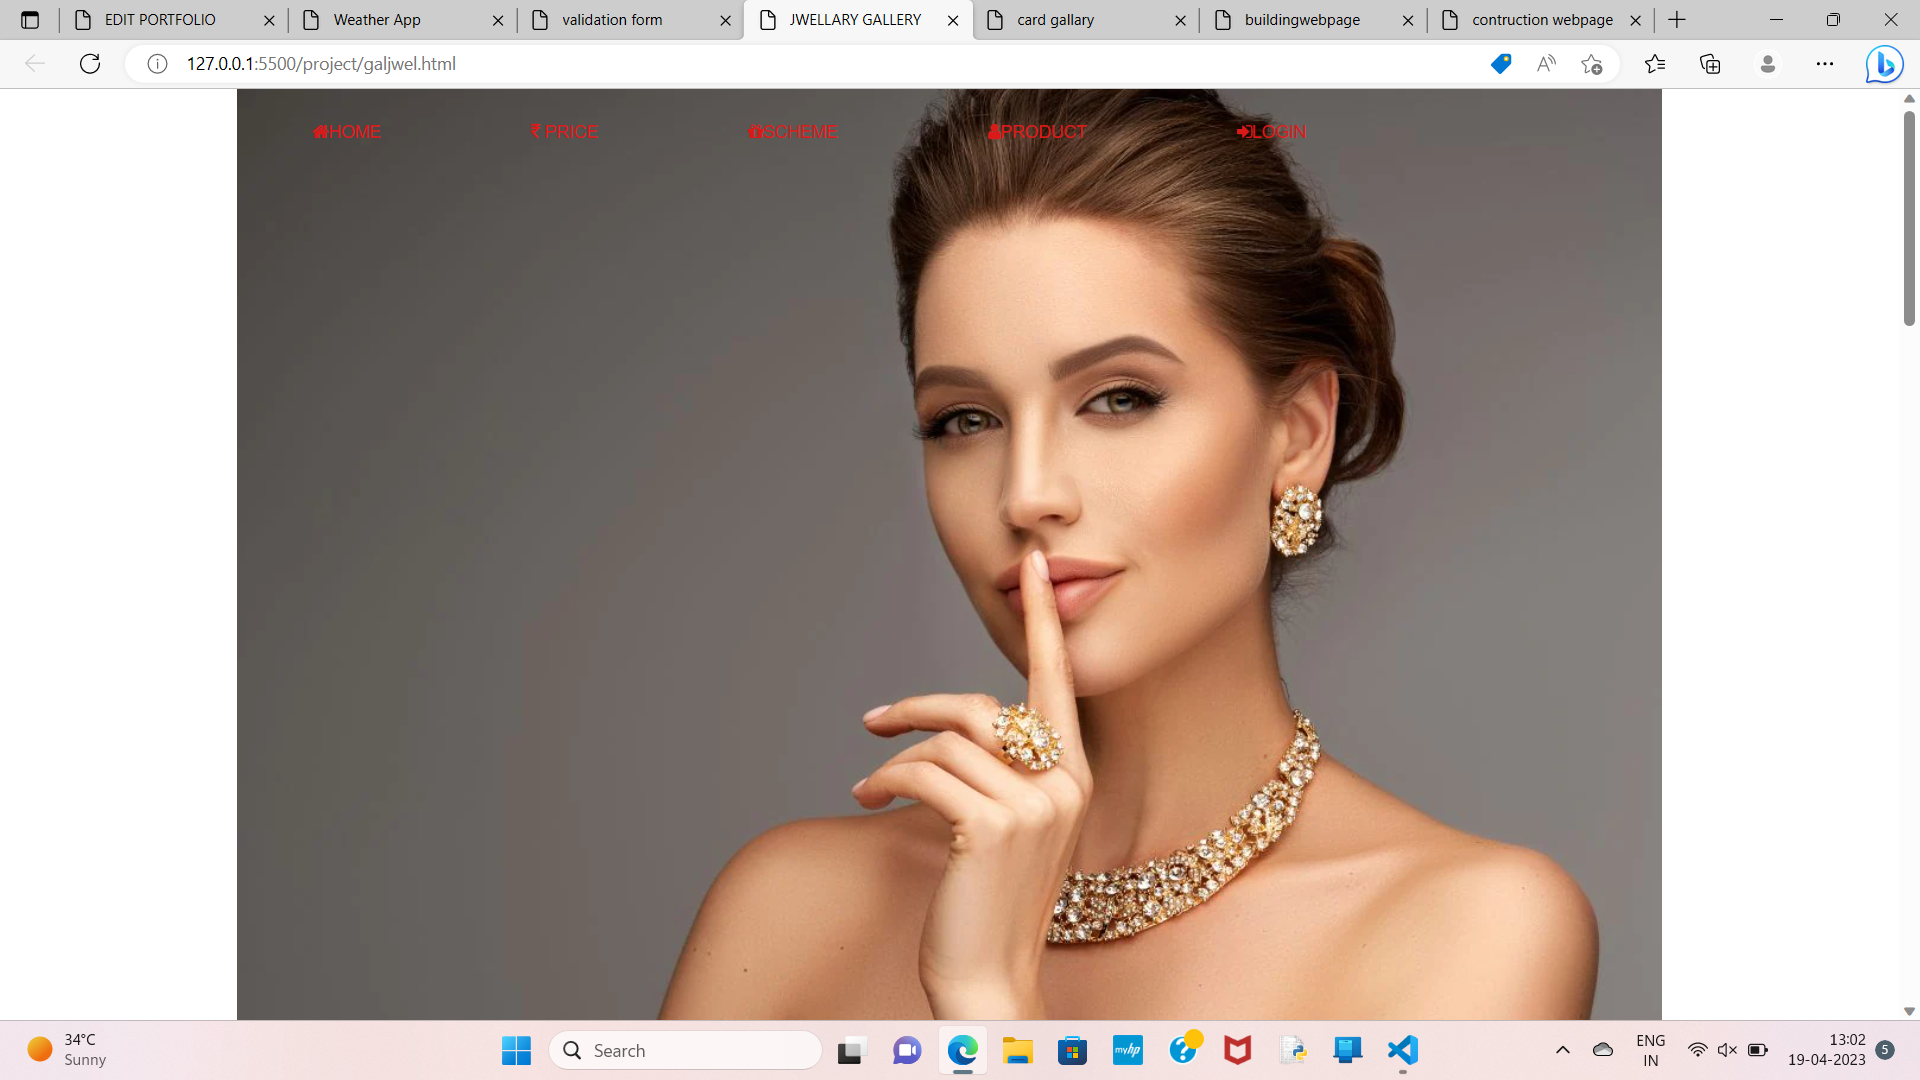 EDIT PORTFOLIO
Weather App
validation form
JWELLARY GALLERY
card gallary
buildingwebpage
contruction webpage
127.0.0.1:5500/project/galjwel.html
HOME
₹ PRICE
SCHEME
PRODUCT
LOGIN
34°C
Sunny
Search
myhp
ENG
IN
13:02
19-04-2023
5